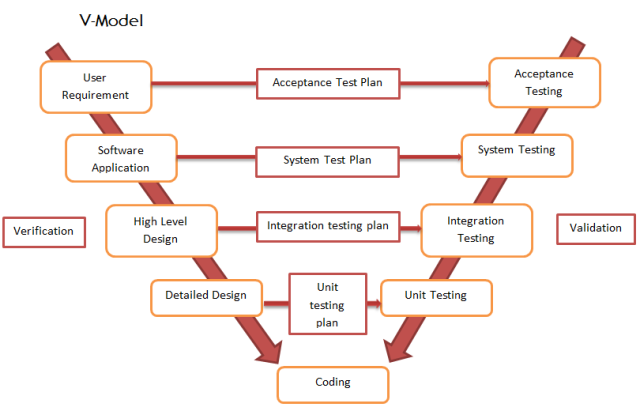 V-Model
User
Requirement
Acceptance Test Plan
Acceptance
Testing
Software
Application
System Test Plan
System Testing
Verification
High Level
Design
Integration testing plan
Integration
Testing
Validation
Detailed Design
Unit
testing
plan
Unit Testing
Coding